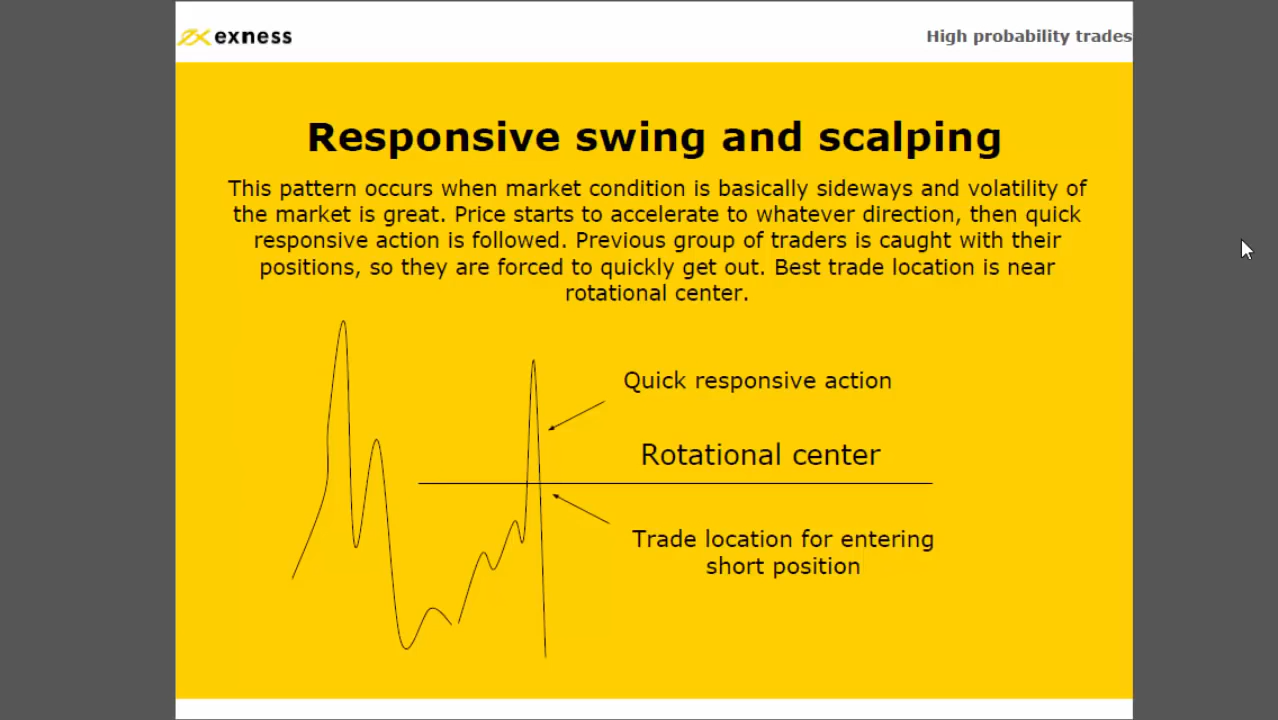 exness
High probability trades
Responsive swing and scalping
This pattern occurs when market condition is basically sideways and volatility of
the market is great. Price starts to accelerate to whatever direction, then quick
responsive action is followed. Previous group of traders is caught with their
positions, so they are forced to quickly get out. Best trade location is near
rotational center.
Quick responsive action
Rotational center
Trade location for entering
short position